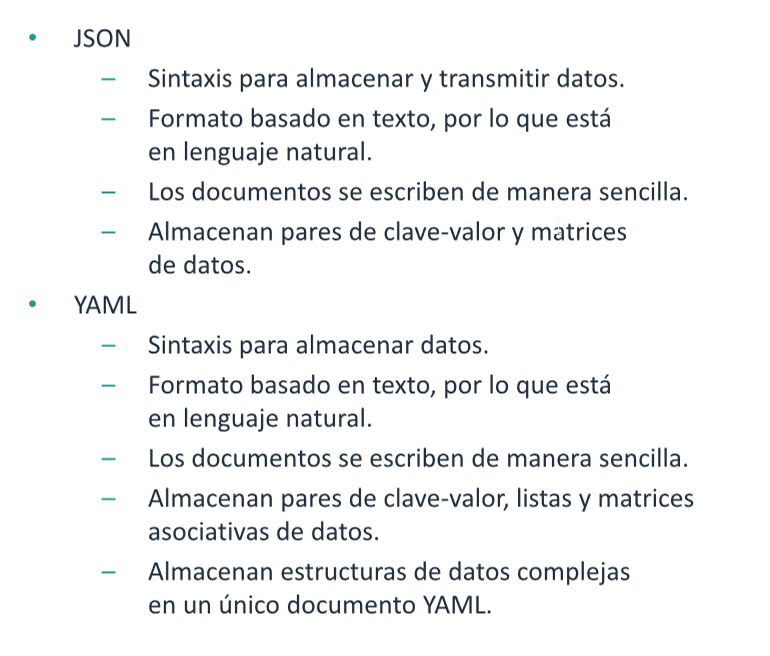 • JSON
– Sintaxis para almacenar y transmitir datos.
– Formato basado en texto, por lo que está
en lenguaje natural.
– Los documentos se escriben de manera sencilla.
– Almacenan pares de clave-valor y matrices
de datos.
• YAML
– Sintaxis para almacenar datos.
– Formato basado en texto, por lo que está
en lenguaje natural.
– Los documentos se escriben de manera sencilla.
– Almacenan pares de clave-valor, listas y matrices
asociativas de datos.
– Almacenan estructuras de datos complejas
en un único documento YAML.